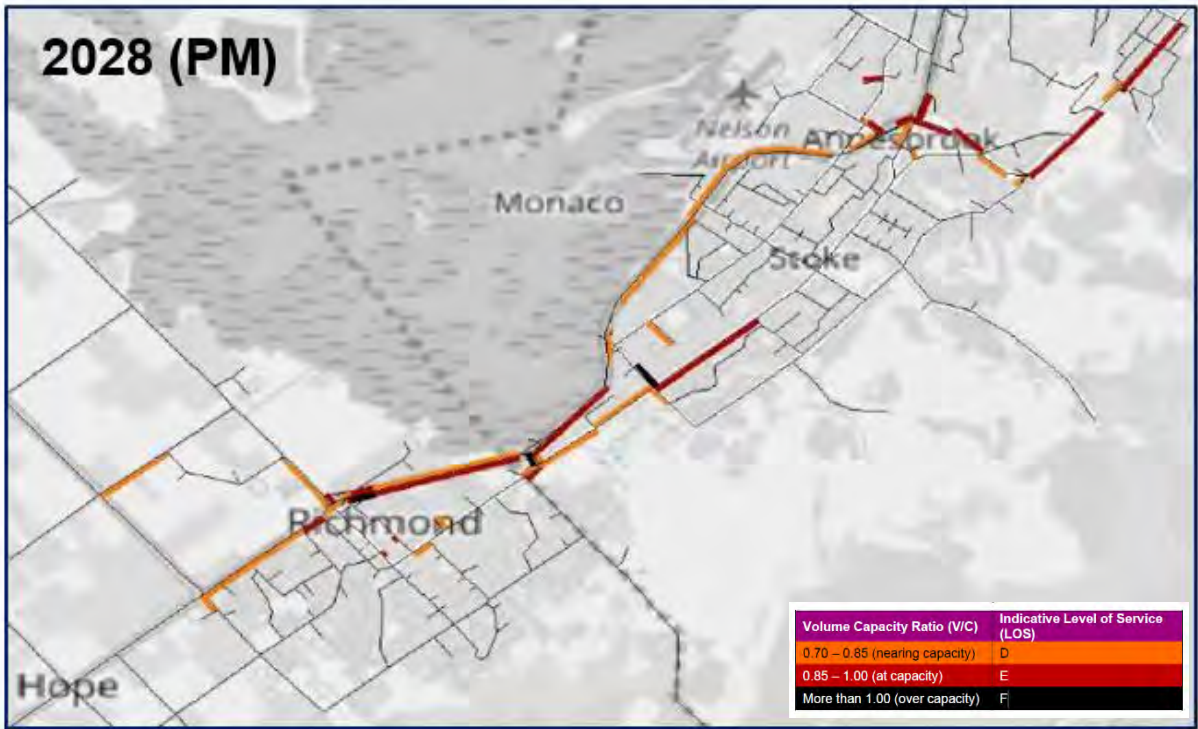 2028 (PM)
Nelson
Airport
Annesbrook
Monaco
Stoke
Richmond
Hope
Volume Capacity Ratio (V/C) Indicative Level of Service
(LOS)
0.70 – 0.85 (nearing capacity) D
0.85 – 1.00 (at capacity) E
More than 1.00 (over capacity) F